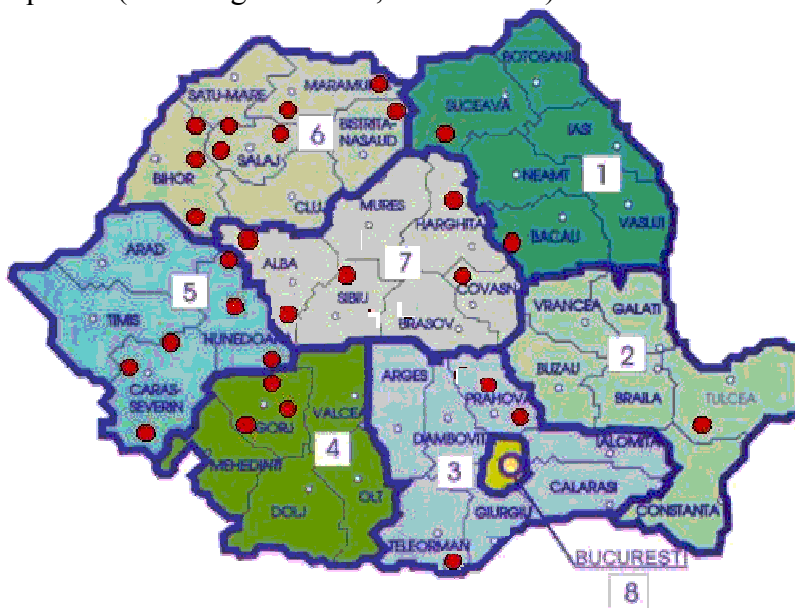 BOTOSANI
SATU-MARE
MARAMURES
SUCEAVA
BISTRITA-
NASAUD
IASI
6
SALAJ
BIHOR
NEAMT
1
CLUJ
MURES
VASLUI
HARGHITA
BACAU
ARAD
ALBA
7
5
SIBIU
COVASNA
VRANCEA
GALATI
TIMIS
BRASOV
HUNEDOARA
2
BUZAU
ARGES
CARAS-
SEVERIN
PRAHOVA
BRAILA
TULCEA
VALCEA
GORJ
DAMBOVITA
4
IALOMITA
MEHEDINTI
3
CALARASI
OLT
DOLJ
GIURGIU
CONSTANTA
TELEORMAN
BUCURESTI
8